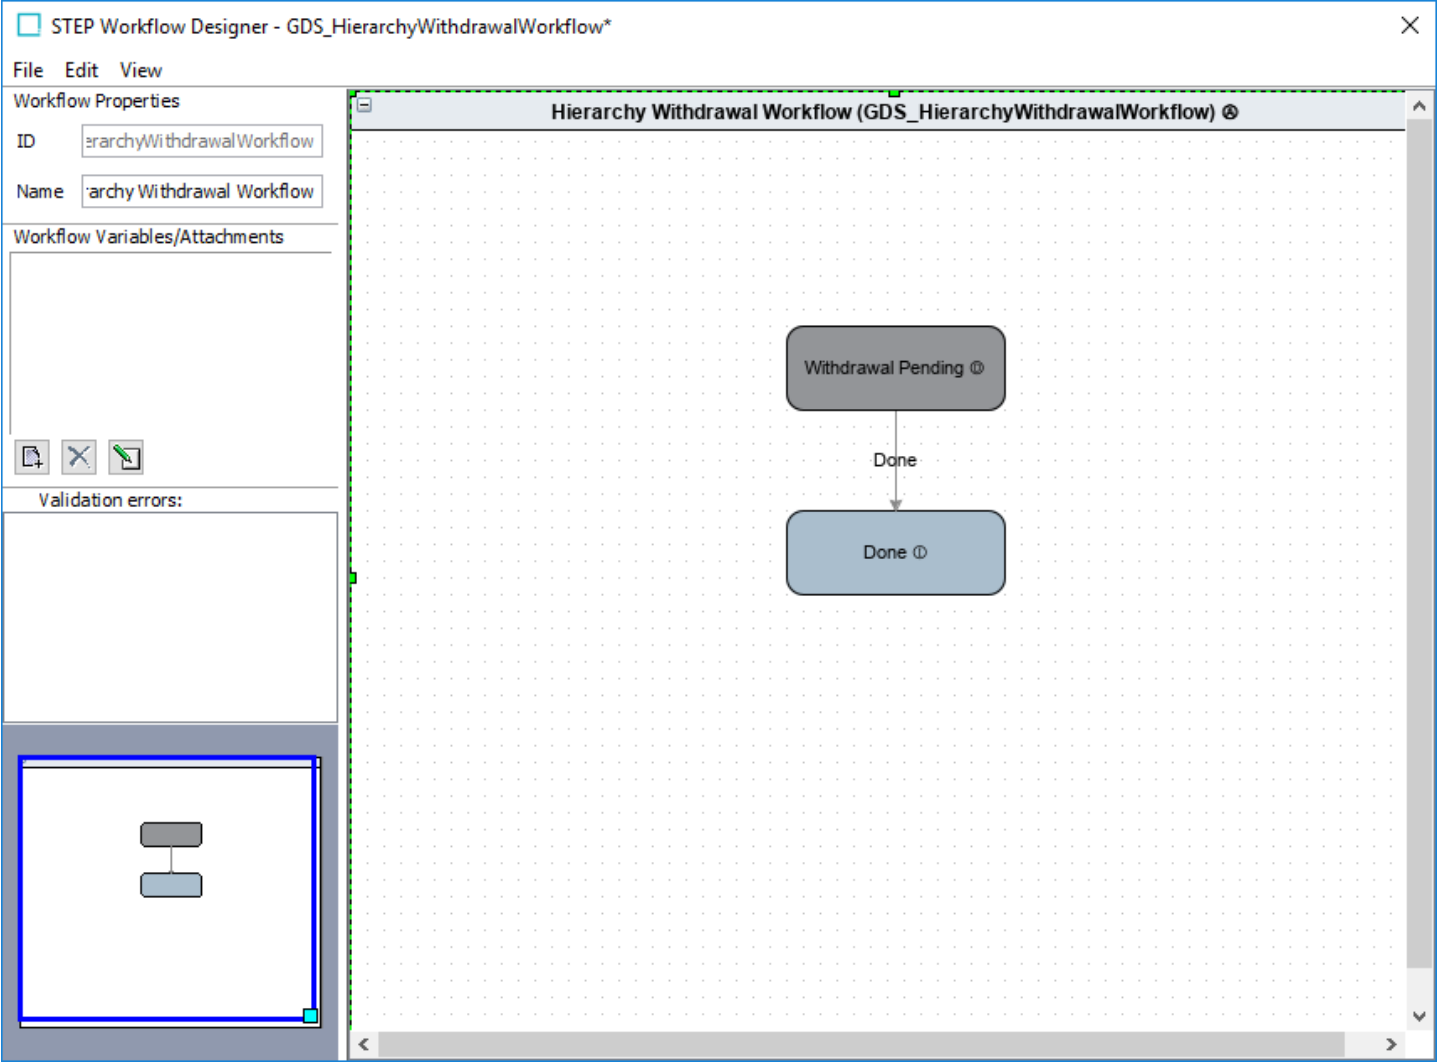 STEP Workflow Designer - GDS_HierarchyWithdrawalWorkflow*
File Edit View
Workflow Properties
ID erarchyWithdrawalWorkflow
Name archy Withdrawal Workflow
Workflow Variables/Attachments
Validation errors:
Hierarchy Withdrawal Workflow (GDS_HierarchyWithdrawalWorkflow) Ⓐ
Withdrawal Pending Ⓓ
Done
Done Ⓘ